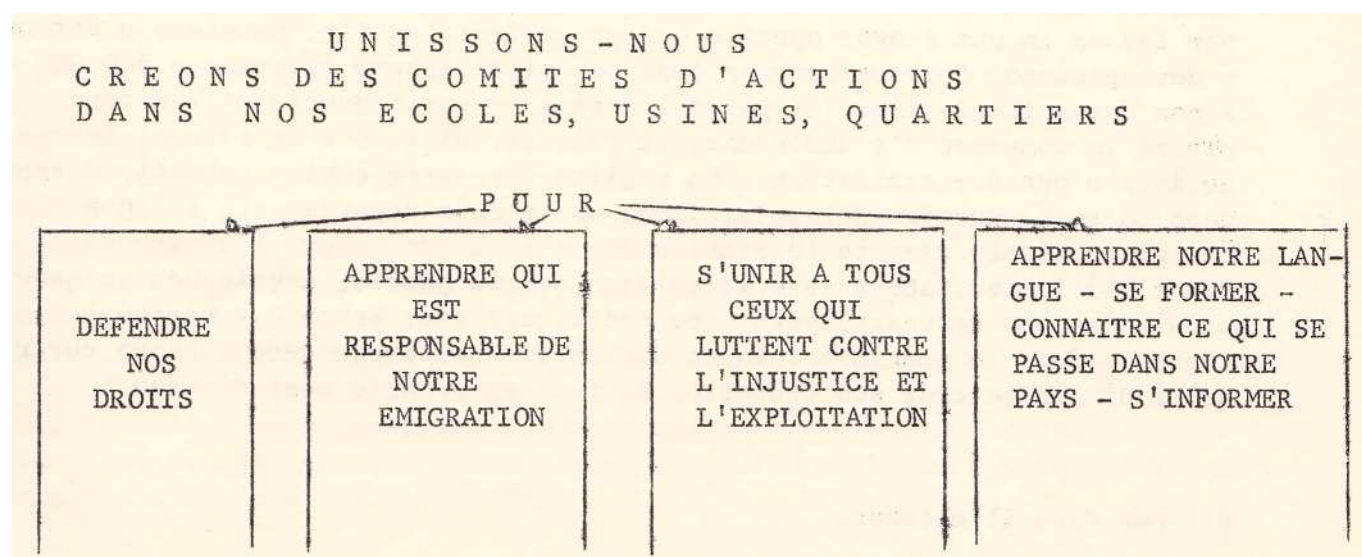 UNISSONS-NOUS
CREONS DES COMITES D'ACTIONS
DANS NOS ECOLES, USINES, QUARTIERS
POUR
DEFENDRE
NOS
DROITS
APPRENDRE QUI
EST
RESPONSABLE DE
NOTRE
EMIGRATION
S'UNIR A TOUS
CEUX QUI
LUTTENT CONTRE
L'INJUSTICE ET
L'EXPLOITATION
APPRENDRE NOTRE LAN-
GUE - SE FORMER -
CONNAITRE CE QUI SE
PASSE DANS NOTRE
PAYS - S'INFORMER